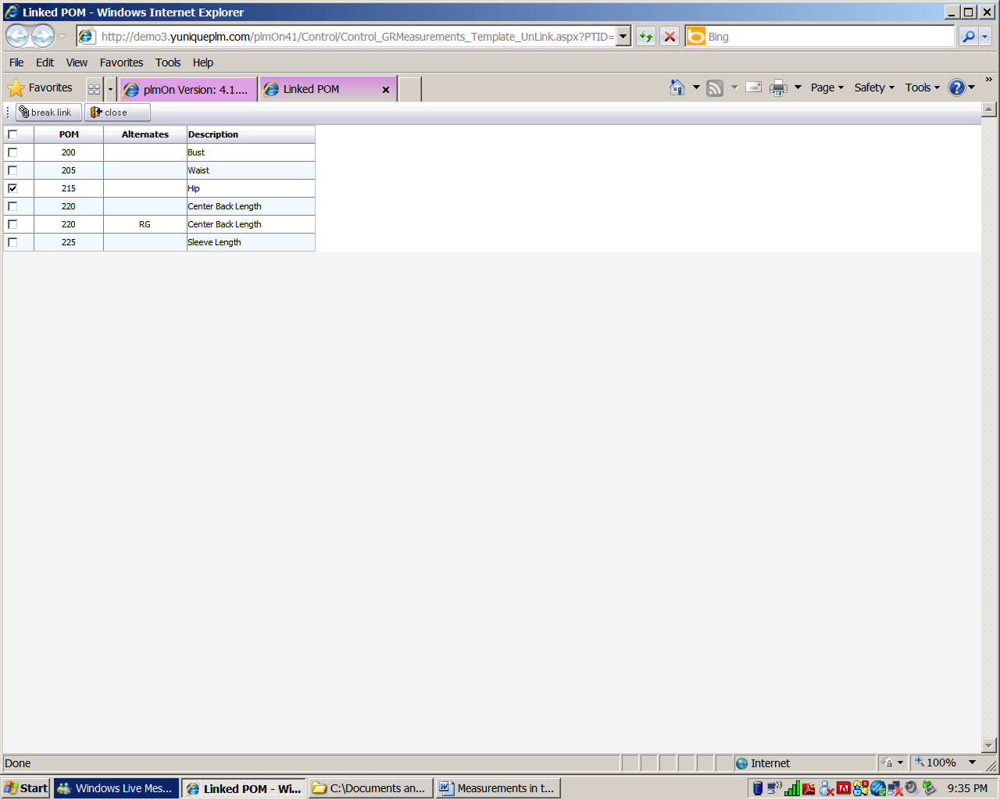 Linked POM - Windows Internet Explorer
http://demo3.yuniqueplm.com/plmOn41/Control/Control_GRMeasurements_Template_UnLink.aspx?PTID=
Bing
File Edit View Favorites Tools Help
Favorites
plmOn Version: 4.1....
Linked POM
Page Safety Tools
break link close
POM Alternates Description
200 Bust
205 Waist
215 Hip
220 Center Back Length
220 RG Center Back Length
225 Sleeve Length
Done
Internet
100%
Start
Windows Live Mes...
Linked POM - Wi...
C:\Documents an...
Measurements in t...
9:35 PM